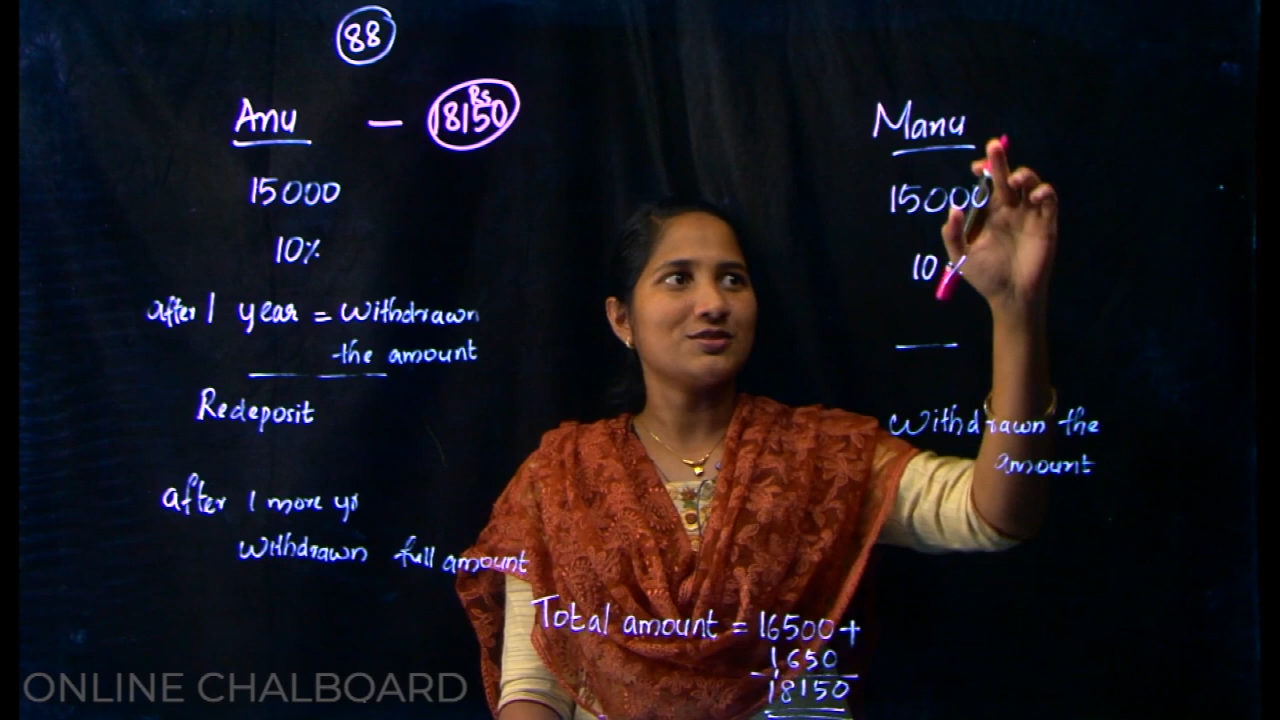 88
Anu — 18150 Rs
15000
10%
after 1 year = withdrawn
the amount
Redeposit
after 1 more yr
withdrawn full amount
Manu
15000
10%
withdrawn the
amount
Total amount = 16500+
1650
18150
ONLINE CHALBOARD